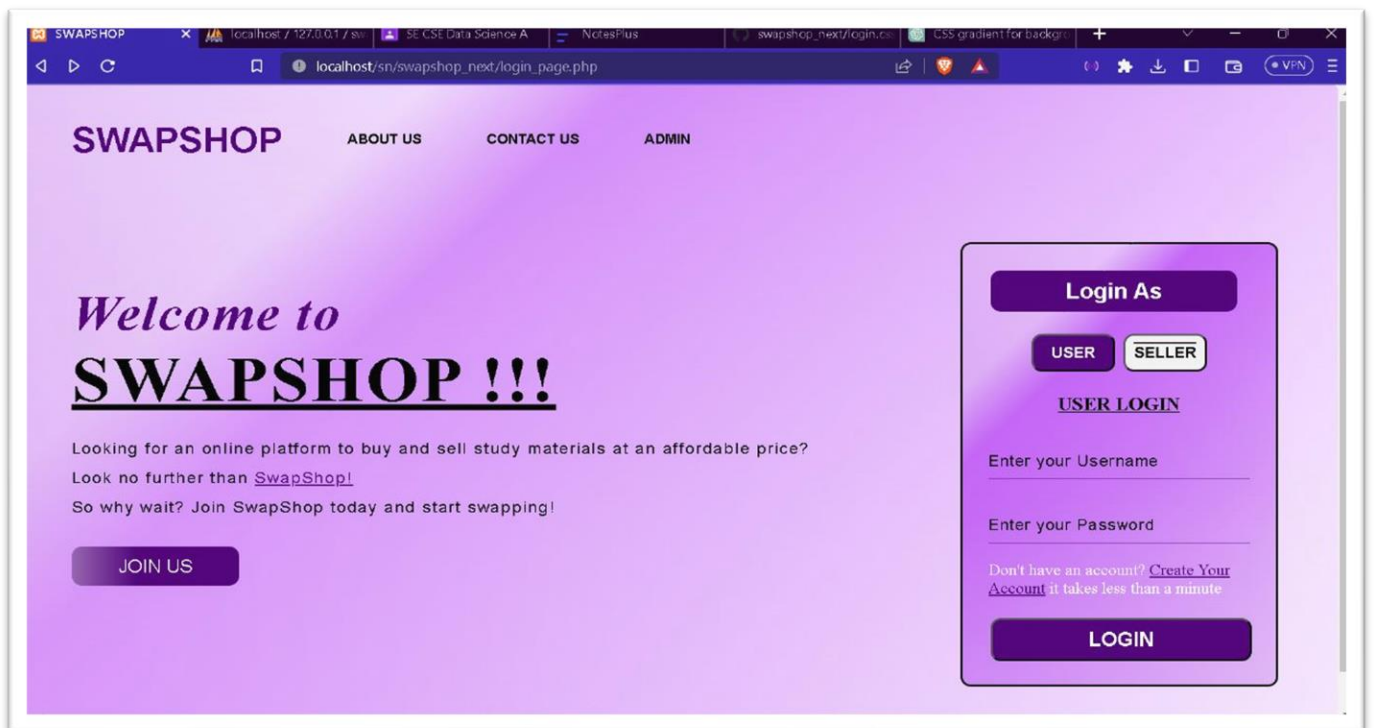 SWAPSHOP
localhost / 127.0.0.1 / sw
SE CSE Data Science A
NotesPlus
swapshop_next/login.cs
CSS gradient for backgro
localhost/sn/swapshop_next/login_page.php
VPN
SWAPSHOP ABOUT US CONTACT US ADMIN
Welcome to
SWAPSHOP !!!
Looking for an online platform to buy and sell study materials at an affordable price?
Look no further than SwapShop!
So why wait? Join SwapShop today and start swapping!
JOIN US
Login As
USER SELLER
USER LOGIN
Enter your Username
Enter your Password
Don't have an account? Create Your
Account it takes less than a minute
LOGIN